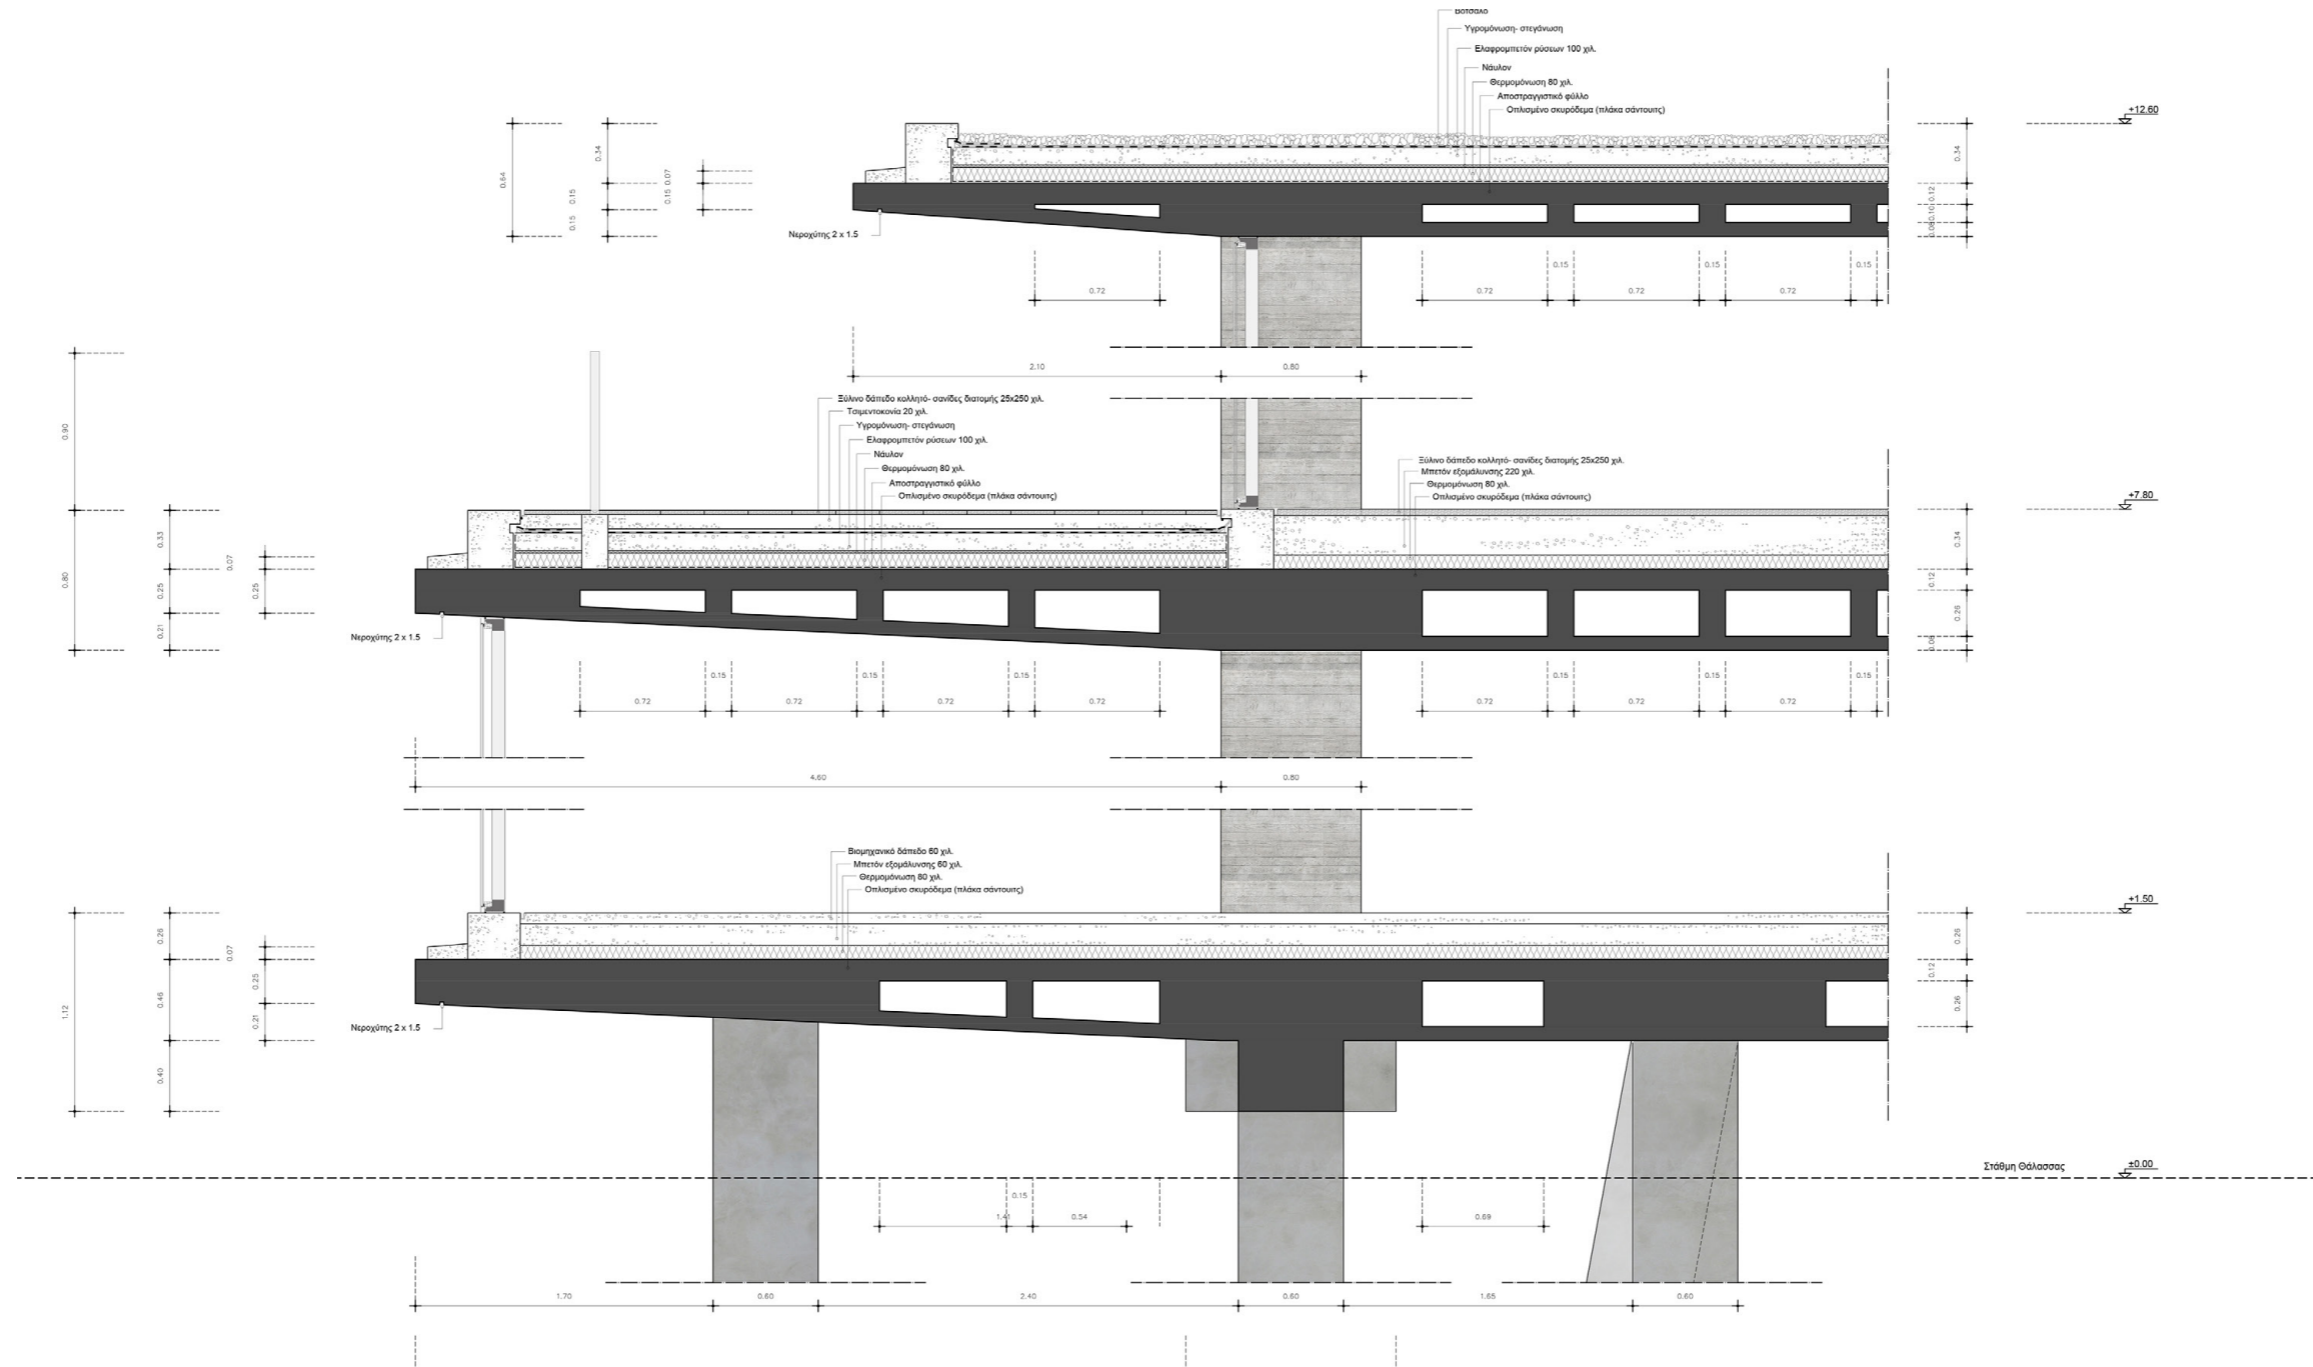 Βότσαλο
Υγρομόνωση- στεγάνωση
Ελαφρομπετόν ρύσεων 100 χιλ.
Νάυλον
Θερμομόνωση 80 χιλ.
Αποστραγγιστικό φύλλο
Οπλισμένο σκυρόδεμα (πλάκα σάντουιτς)
+12.60
0.64
0.34
0.15
0.15
0.07
0.15
0.34
0.12
0.10
0.08
Νεροχύτης 2 x 1.5
0.72
0.72
0.15
0.72
0.15
0.72
0.15
2.10
0.80
Ξύλινο δάπεδο κολλητό- σανίδες διατομής 25x250 χιλ.
Τσιμεντοκονία 20 χιλ.
Υγρομόνωση- στεγάνωση
Ελαφρομπετόν ρύσεων 100 χιλ.
Νάυλον
Θερμομόνωση 80 χιλ.
Αποστραγγιστικό φύλλο
Οπλισμένο σκυρόδεμα (πλάκα σάντουιτς)
Ξύλινο δάπεδο κολλητό- σανίδες διατομής 25x250 χιλ.
Μπετόν εξομάλυνσης 220 χιλ.
Θερμομόνωση 80 χιλ.
Οπλισμένο σκυρόδεμα (πλάκα σάντουιτς)
+7.80
0.90
0.80
0.33
0.25
0.21
0.07
0.25
0.34
0.12
0.26
0.08
Νεροχύτης 2 x 1.5
0.72
0.15
0.72
0.15
0.72
0.15
0.72
0.72
0.15
0.72
0.15
0.72
0.15
4.60
0.80
Βιομηχανικό δάπεδο 60 χιλ.
Μπετόν εξομάλυνσης 60 χιλ.
Θερμομόνωση 80 χιλ.
Οπλισμένο σκυρόδεμα (πλάκα σάντουιτς)
+1.50
1.12
0.26
0.46
0.40
0.07
0.25
0.21
0.26
0.12
0.26
Νεροχύτης 2 x 1.5
Στάθμη Θάλασσας
±0.00
0.15
1.41
0.54
0.69
1.70
0.60
2.40
0.60
1.65
0.60